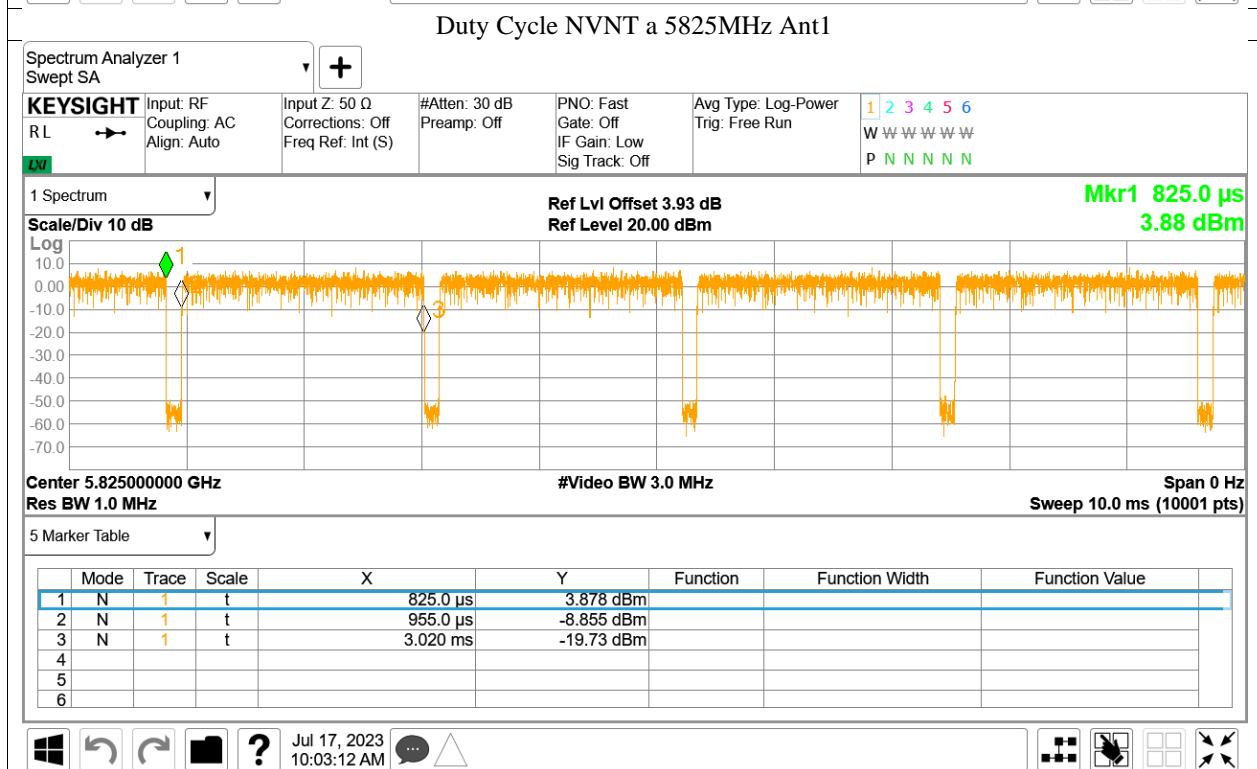 Duty Cycle NVNT a 5825MHz Ant1
Spectrum Analyzer 1
Swept SA
KEYSIGHT
R L
LXI
Input: RF
Coupling: AC
Align: Auto
Input Z: 50 Ω
Corrections: Off
Freq Ref: Int (S)
#Atten: 30 dB
Preamp: Off
PNO: Fast
Gate: Off
IF Gain: Low
Sig Track: Off
Avg Type: Log-Power
Trig: Free Run
1 2 3 4 5 6
W W W W W W
P N N N N N
1 Spectrum
Scale/Div 10 dB
Ref Lvl Offset 3.93 dB
Ref Level 20.00 dBm
Mkr1 825.0 µs
3.88 dBm
Log
10.0
0.00
-10.0
-20.0
-30.0
-40.0
-50.0
-60.0
-70.0
1
3
Center 5.825000000 GHz
Res BW 1.0 MHz
#Video BW 3.0 MHz
Span 0 Hz
Sweep 10.0 ms (10001 pts)
5 Marker Table
Mode Trace Scale X Y Function Function Width Function Value
1 N 1 t 825.0 µs 3.878 dBm
2 N 1 t 955.0 µs -8.855 dBm
3 N 1 t 3.020 ms -19.73 dBm
4
5
6
?
Jul 17, 2023
10:03:12 AM